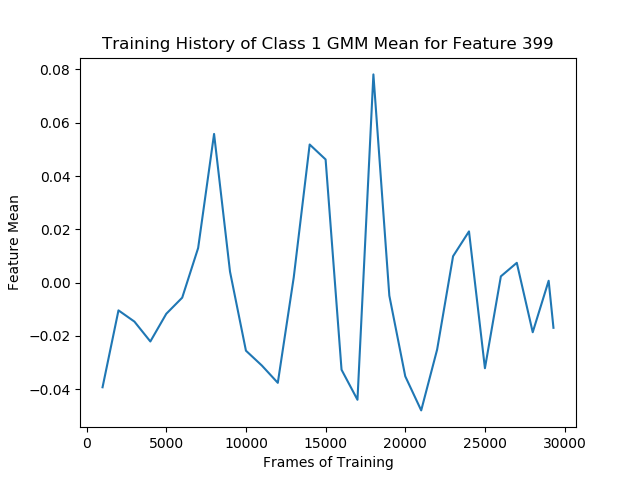 Training History of Class 1 GMM Mean for Feature 399
0.08
0.06
0.04
0.02
0.00
−0.02
−0.04
Feature Mean
0 5000 10000 15000 20000 25000 30000
Frames of Training